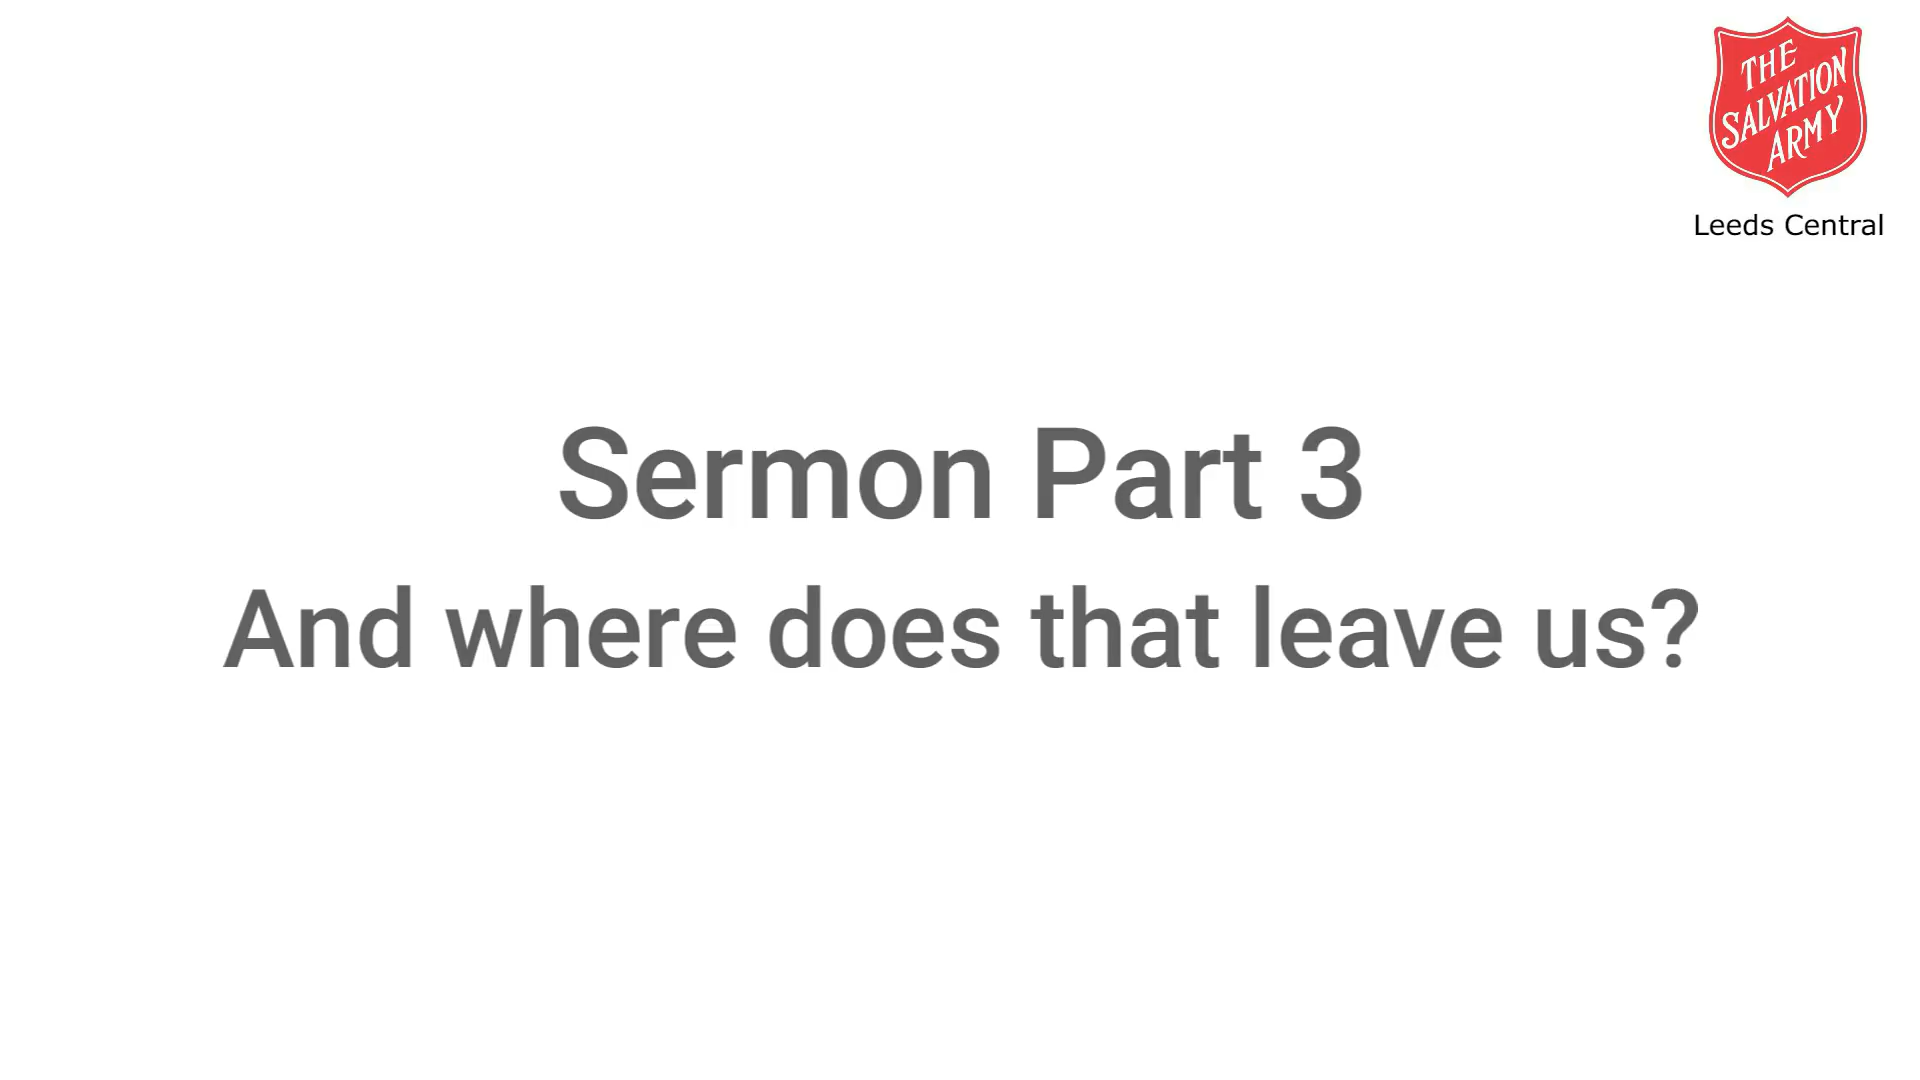 THE
SALVATION
ARMY
Leeds Central
Sermon Part 3
And where does that leave us?